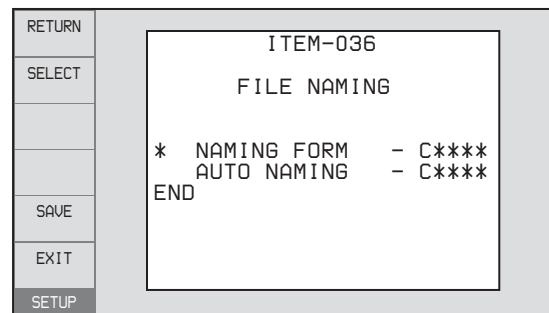 RETURN
SELECT
SAVE
EXIT
SETUP
ITEM-036
FILE NAMING
* NAMING FORM - C****
AUTO NAMING - C****
END